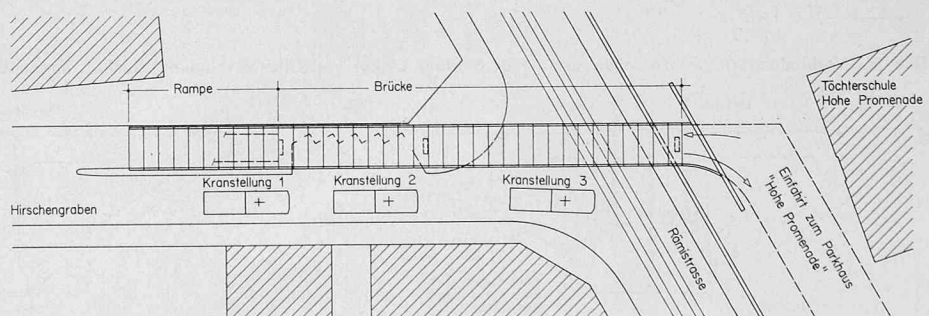 Rampe
Brücke
Töchterschule
Hohe Promenade
Kranstellung 1
Kranstellung 2
Kranstellung 3
Hirschengraben
Rämistrasse
Einfahrt zum Parkhaus
"Hohe Promenade"